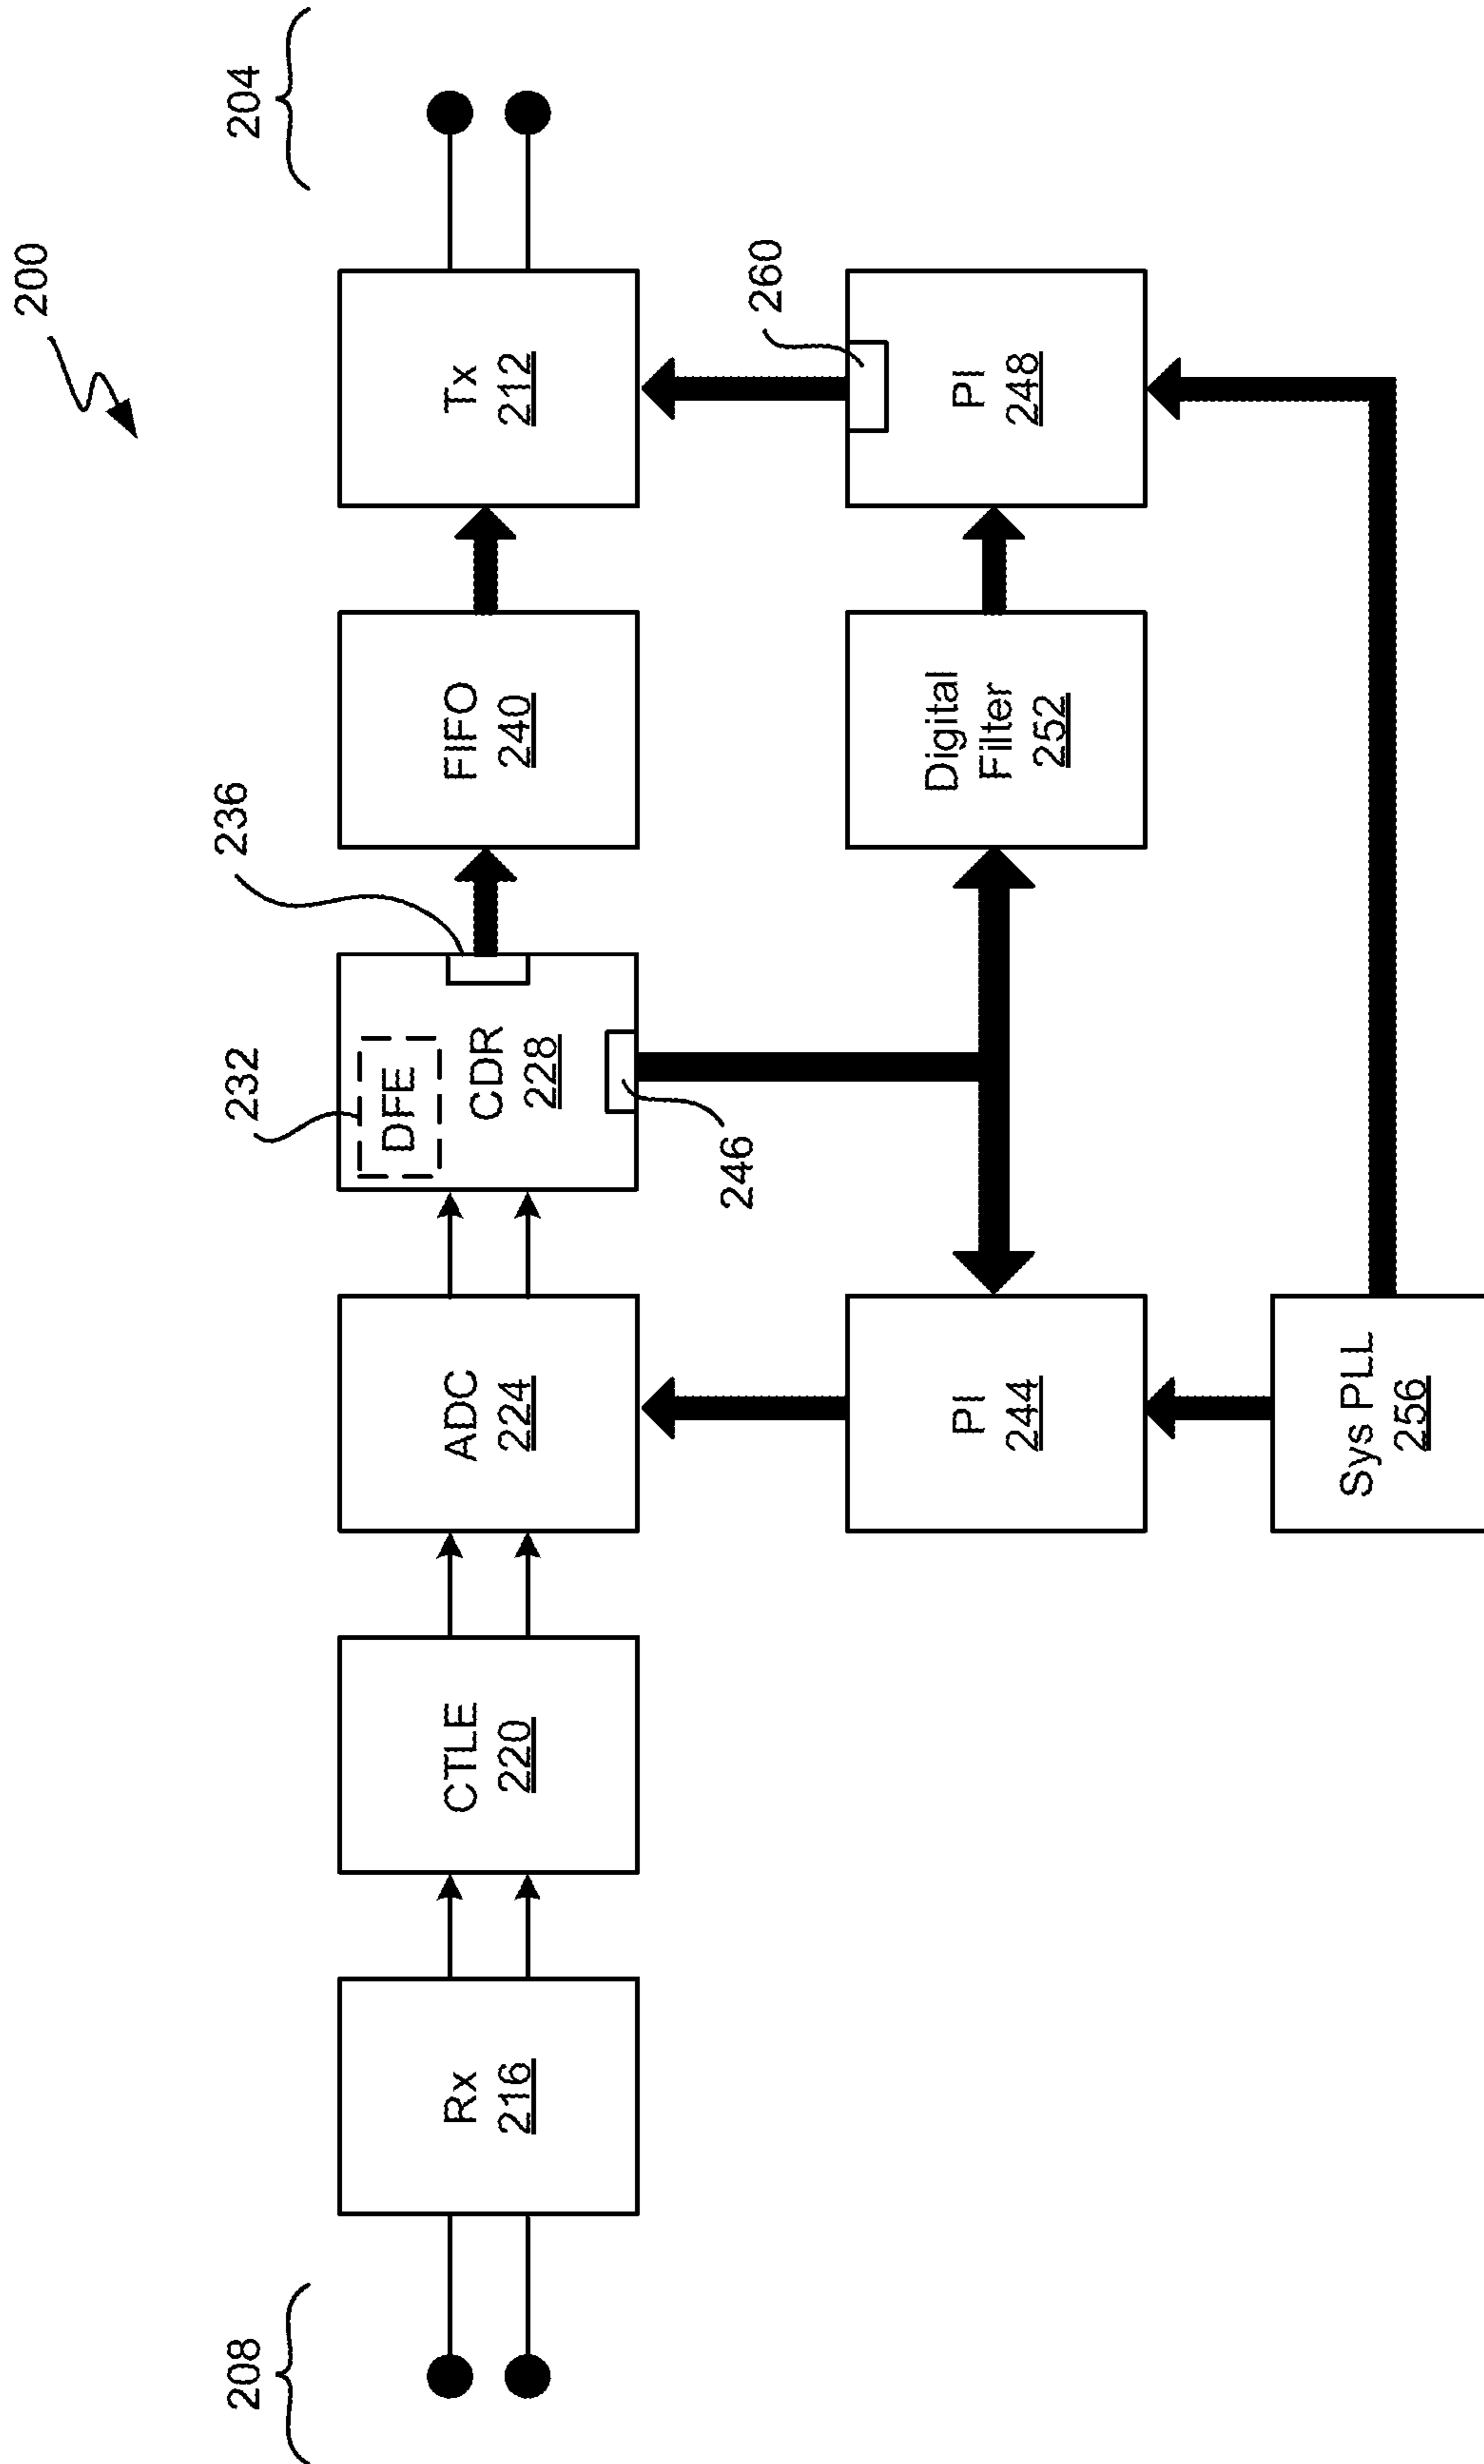 200
204
208
232
236
Rx
216
CTLE
220
ADC
224
DFE
CDR
228
FIFO
240
Tx
212
246
260
PI
244
Digital
Filter
252
PI
248
Sys PLL
256